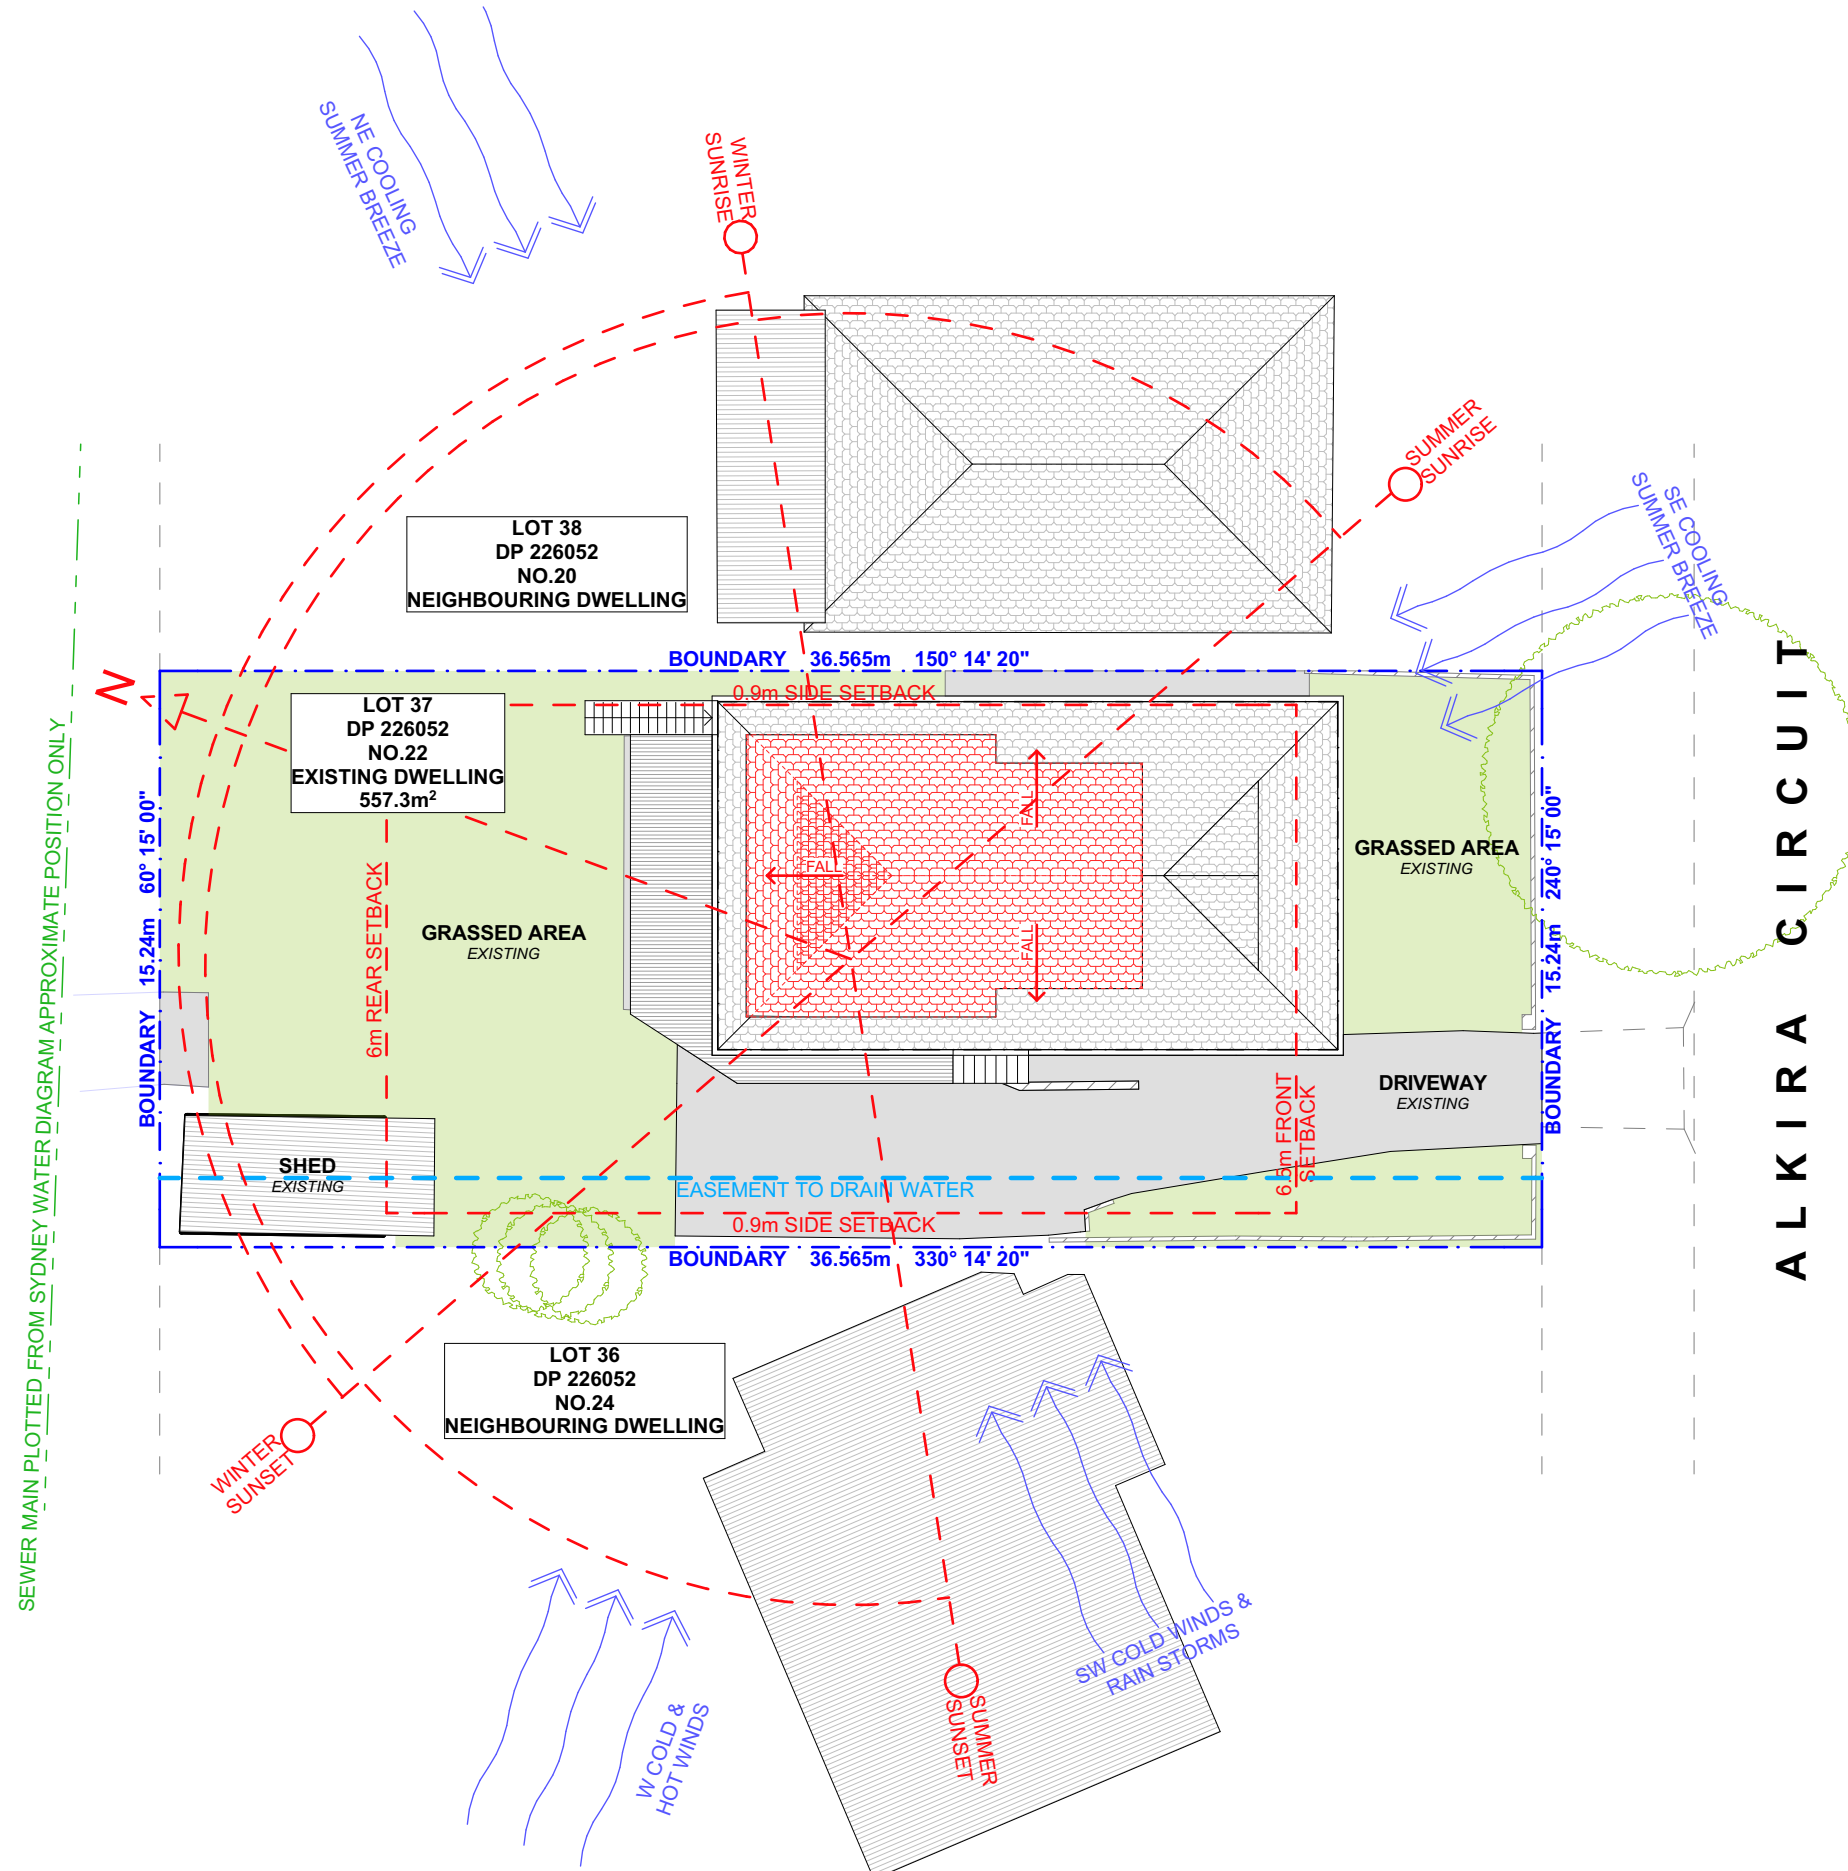 NE COOLING
SUMMER BREEZE
WINTER
SUNRISE
SUMMER
SUNRISE
SE COOLING
SUMMER BREEZE
LOT 38
DP 226052
NO.20
NEIGHBOURING DWELLING
BOUNDARY 36.565m 150° 14' 20"
0.9m SIDE SETBACK
N
LOT 37
DP 226052
NO.22
EXISTING DWELLING
557.3m²
FALL
FALL
FALL
GRASSED AREA
EXISTING
GRASSED AREA
EXISTING
6m REAR SETBACK
BOUNDARY 15.24m 60° 15' 00"
SEWER MAIN PLOTTED FROM SYDNEY WATER DIAGRAM APPROXIMATE POSITION ONLY
BOUNDARY 15.24m 240° 15' 00"
ALKIRA CIRCUIT
DRIVEWAY
EXISTING
6.5m FRONT
SETBACK
SHED
EXISTING
EASEMENT TO DRAIN WATER
0.9m SIDE SETBACK
BOUNDARY 36.565m 330° 14' 20"
LOT 36
DP 226052
NO.24
NEIGHBOURING DWELLING
WINTER
SUNSET
SW COLD WINDS &
RAIN STORMS
SUMMER
SUNSET
W COLD &
HOT WINDS